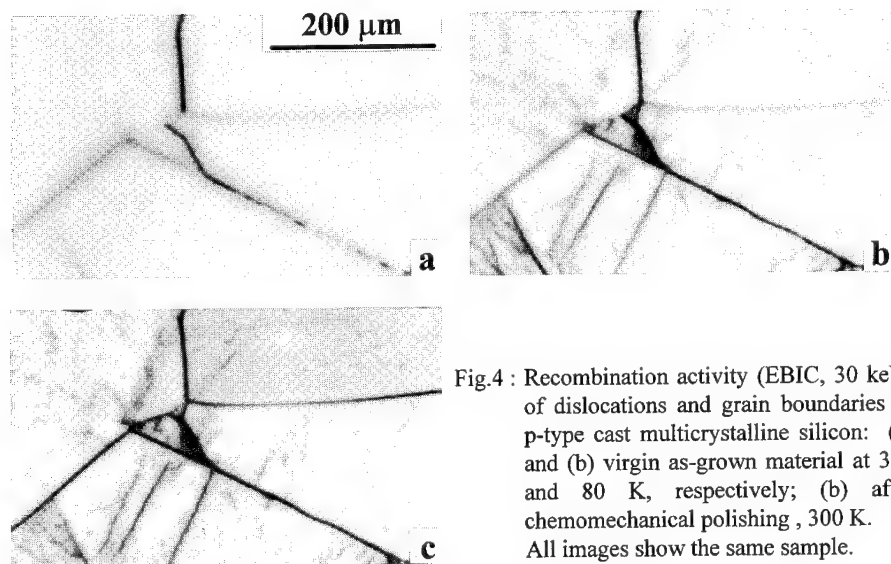 200 µm
a
b
c
Fig.4 : Recombination activity (EBIC, 30 ke
of dislocations and grain boundaries
p-type cast multicrystalline silicon:
and (b) virgin as-grown material at 3
and 80 K, respectively; (b) af
chemomechanical polishing , 300 K.
All images show the same sample.